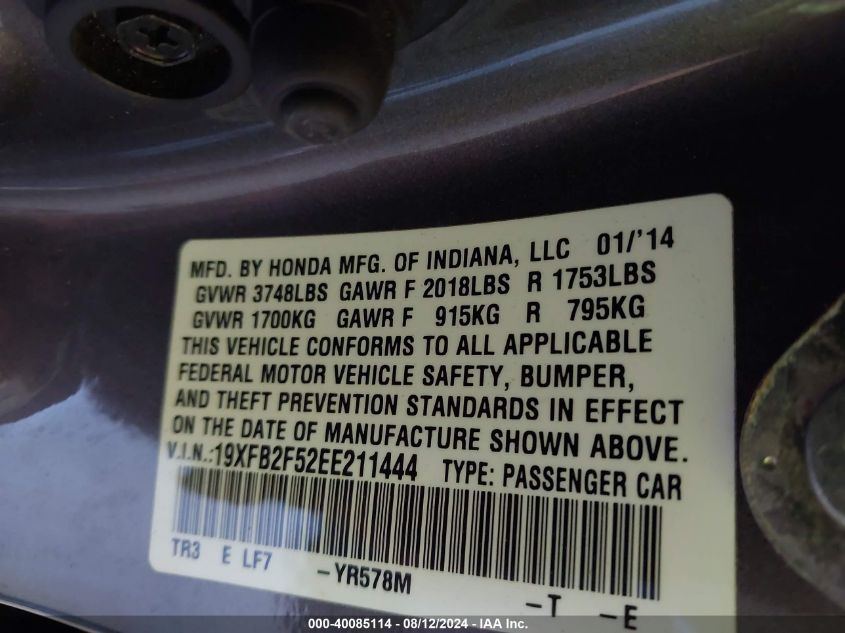 MFD. BY HONDA MFG. OF INDIANA, LLC 01/'14
GVWR 3748LBS GAWR F 2018LBS R 1753LBS
GVWR 1700KG GAWR F 915KG R 795KG
THIS VEHICLE CONFORMS TO ALL APPLICABLE
FEDERAL MOTOR VEHICLE SAFETY, BUMPER,
AND THEFT PREVENTION STANDARDS IN EFFECT
ON THE DATE OF MANUFACTURE SHOWN ABOVE.
V.I.N.:19XFB2F52EE211444 TYPE: PASSENGER CAR
TR3 E LF7 -YR578M -T -E
000-40085114 - 08/12/2024 - IAA Inc.